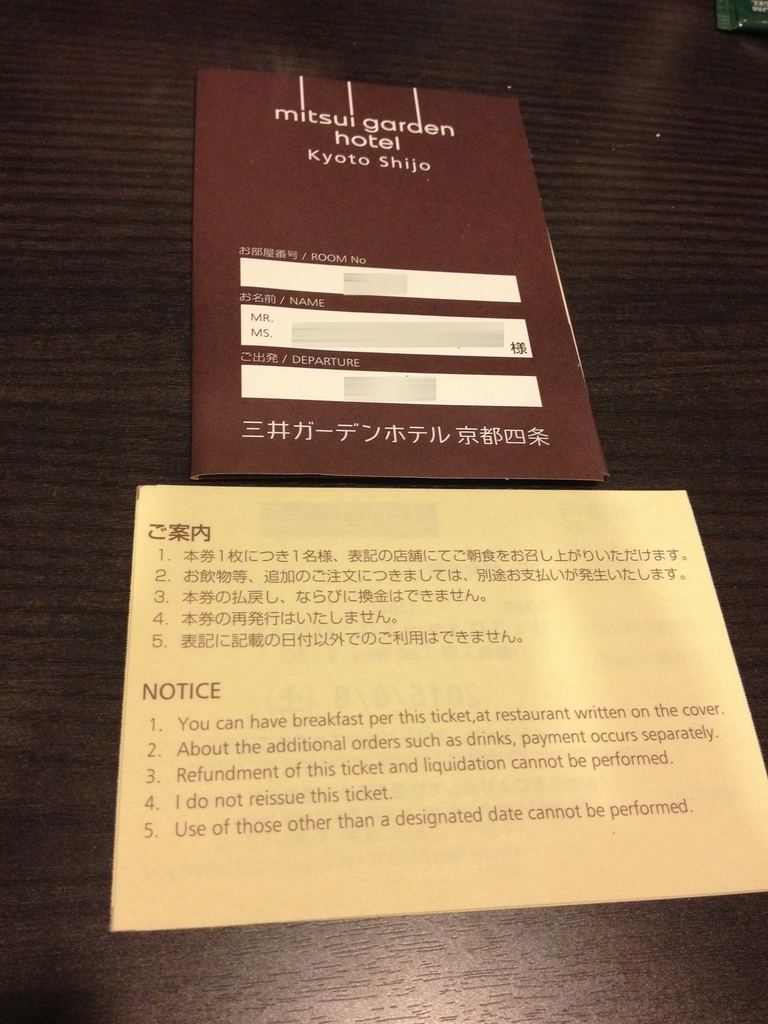 mitsui garden
hotel
Kyoto Shijo
お部屋番号 / ROOM No
お名前 / NAME
MR.
MS.
様
ご出発 / DEPARTURE
三井ガーデンホテル 京都四条
ご案内
1. 本券1枚につき1名様、表記の店舗にてご朝食をお召し上がりいただけます。
2. お飲物等、追加のご注文につきましては、別途お支払いが発生いたします。
3. 本券の払戻し、ならびに換金はできません。
4. 本券の再発行はいたしません。
5. 表記に記載の日付以外でのご利用はできません。
NOTICE
1. You can have breakfast per this ticket,at restaurant written on the cover.
2. About the additional orders such as drinks, payment occurs separately.
3. Refundment of this ticket and liquidation cannot be performed.
4. I do not reissue this ticket.
5. Use of those other than a designated date cannot be performed.